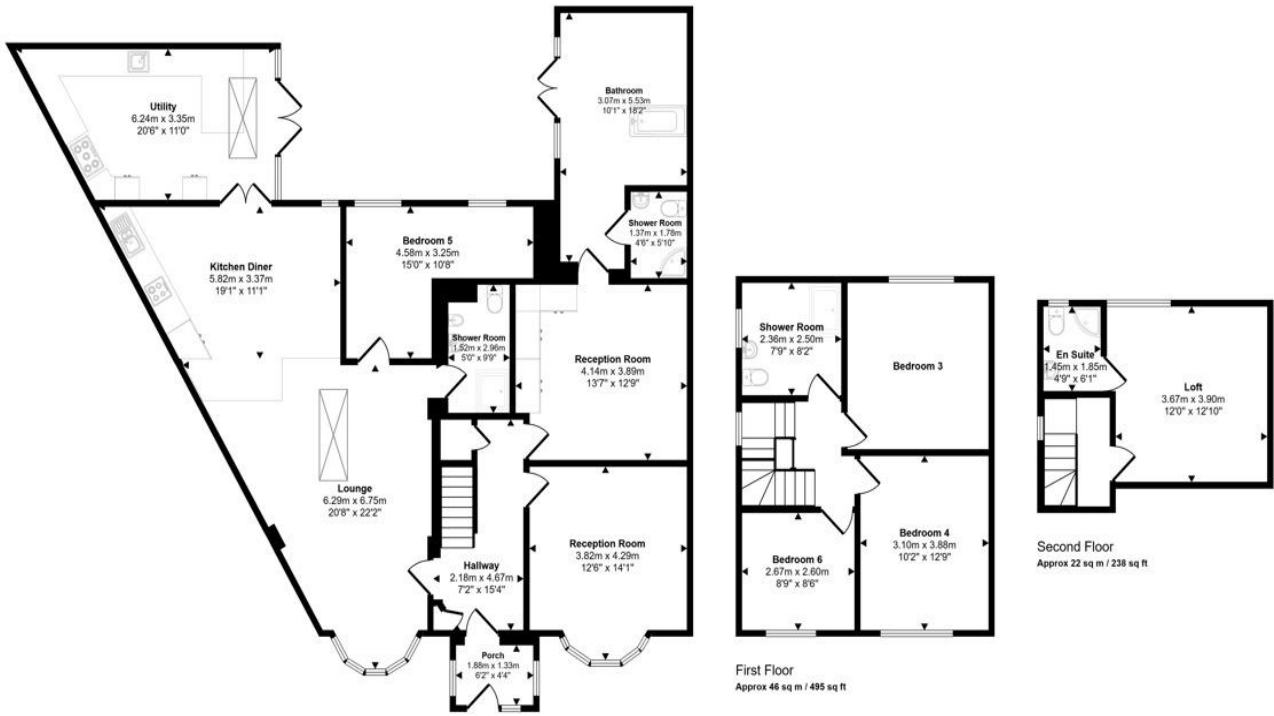 Utility
6.24m x 3.35m
20'6" x 11'0"
Bathroom
3.07m x 5.53m
10'1" x 18'2"
Shower Room
1.37m x 1.78m
4'6" x 5'10"
Kitchen Diner
5.82m x 3.37m
19'1" x 11'1"
Bedroom 5
4.58m x 3.25m
15'0" x 10'8"
Shower Room
1.52m x 2.96m
5'0" x 9'9"
Reception Room
4.14m x 3.89m
13'7" x 12'9"
Lounge
6.29m x 6.75m
20'8" x 22'2"
Hallway
2.18m x 4.67m
7'2" x 15'4"
Reception Room
3.82m x 4.29m
12'6" x 14'1"
Porch
1.88m x 1.33m
6'2" x 4'4"
Shower Room
2.36m x 2.50m
7'9" x 8'2"
Bedroom 3
Bedroom 4
3.10m x 3.88m
10'2" x 12'9"
Bedroom 6
2.67m x 2.60m
8'9" x 8'6"
First Floor
Approx 46 sq m / 495 sq ft
En Suite
1.45m x 1.85m
4'9" x 6'1"
Loft
3.67m x 3.90m
12'0" x 12'10"
Second Floor
Approx 22 sq m / 238 sq ft